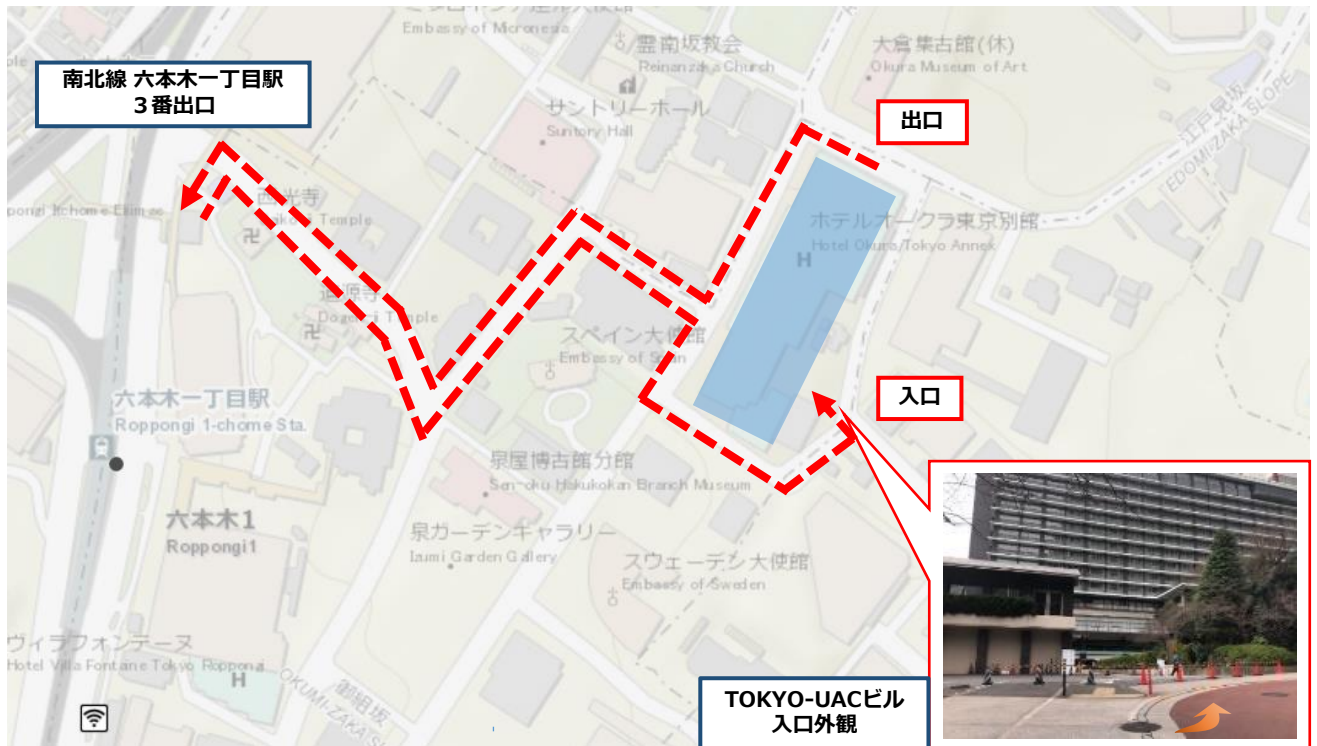 Embassy of Micronesia
霊南坂教会
Reinanzaka Church
大倉集古館(休)
Okura Museum of Art
南北線 六本木一丁目駅
３番出口
サントリーホール
Suntory Hall
出口
江戸見坂
EDOMI-ZAKA SLOPE
西光寺
Temple
ホテルオークラ東京別館
Hotel Okura Tokyo Annex
H
道源寺
Temple
スペイン大使館
Embassy of Spain
入口
六本木一丁目駅
Roppongi 1-chome Sta.
泉屋博古館分館
Sen-oku Hakukokan Branch Museum
六本木1
Roppongi1
泉ガーデンギャラリー
Izumi Garden Gallery
スウェーデン大使館
Embassy of Sweden
ヴィラフォンテーヌ
Hotel Villa Fontaine Tokyo Roppongi
H
御組坂
OKUMI-ZAKA
TOKYO-UACビル
入口外観